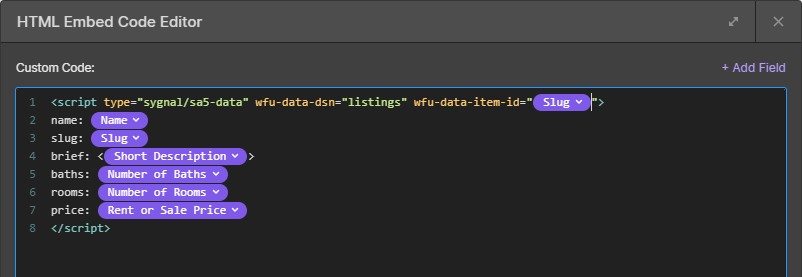 HTML Embed Code Editor
Custom Code:
+ Add Field
1 <script type="sygnal/sa5-data" wfu-data-dsn="listings" wfu-data-item-id="Slug">
2 name: Name
3 slug: Slug
4 brief: <Short Description>
5 baths: Number of Baths
6 rooms: Number of Rooms
7 price: Rent or Sale Price
8 </script>